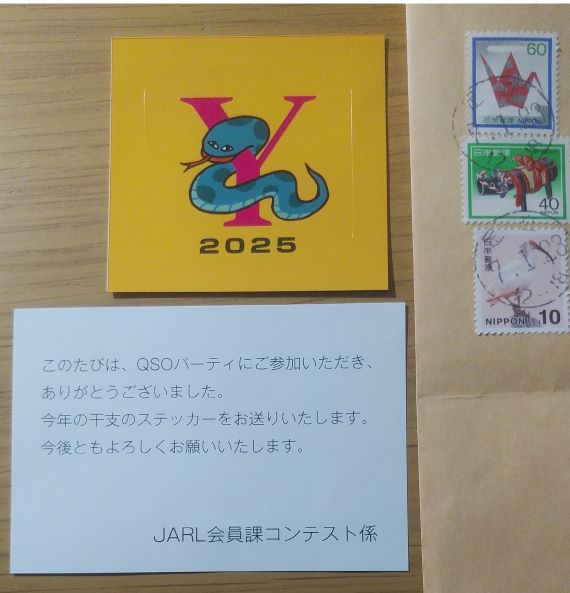 Y
2025
このたびは、QSOパーティにご参加いただき、
ありがとうございました。
今年の干支のステッカーをお送りいたします。
今後ともよろしくお願いいたします。
JARL会員課コンテスト係
60
日本郵便 NIPPON
日本郵便
40
NIPPON
日本郵便
NIPPON 10